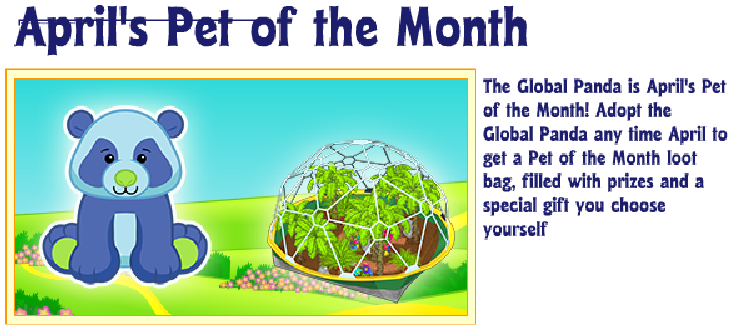 April's Pet of the Month
The Global Panda is April's Pet
of the Month! Adopt the
Global Panda any time April to
get a Pet of the Month loot
bag, filled with prizes and a
special gift you choose
yourself